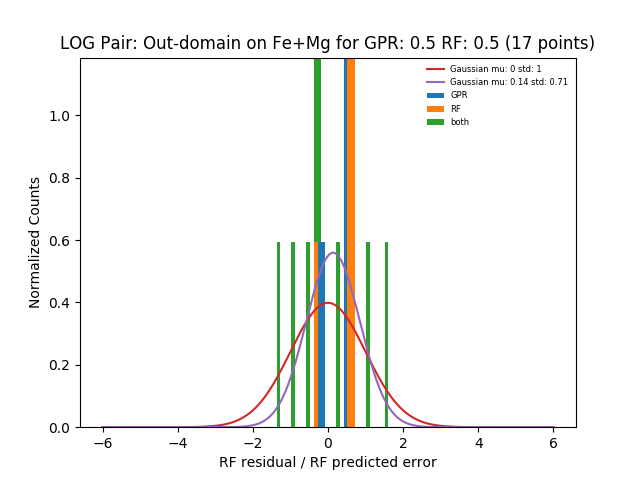 LOG Pair: Out-domain on Fe+Mg for GPR: 0.5 RF: 0.5 (17 points)
Gaussian mu: 0 std: 1
Gaussian mu: 0.14 std: 0.71
GPR
RF
both
Normalized Counts
1.0
0.8
0.6
0.4
0.2
0.0
−6 −4 −2 0 2 4 6
RF residual / RF predicted error